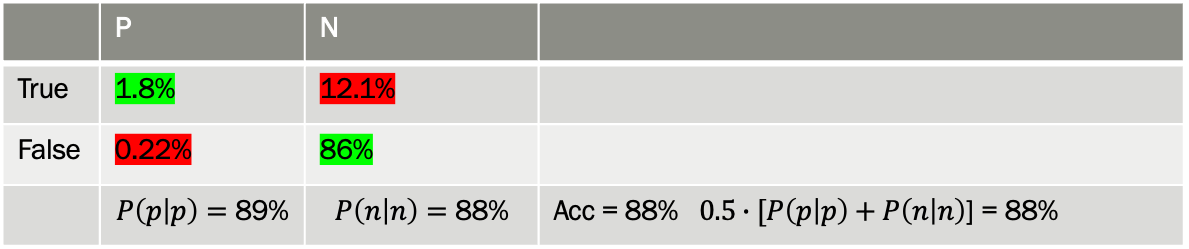 P N
True 1.8% 12.1%
False 0.22% 86%
P(p|p) = 89% P(n|n) = 88% Acc = 88% 0.5 · [P(p|p) + P(n|n)] = 88%